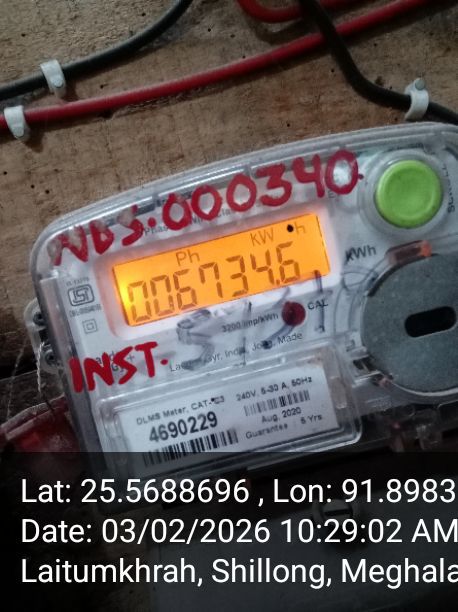 NBS.000340
kW h
Ph
kWh
006734.6
CAL
3200 imp/kWh
INST.
DLMS Meter, CAT-
240V, 5-30 A, 50Hz
4690229
Aug. 2020
Guarantee : 5 Yrs.
Lat: 25.5688696 , Lon: 91.8983
Date: 03/02/2026 10:29:02 AM
Laitumkhrah, Shillong, Meghala